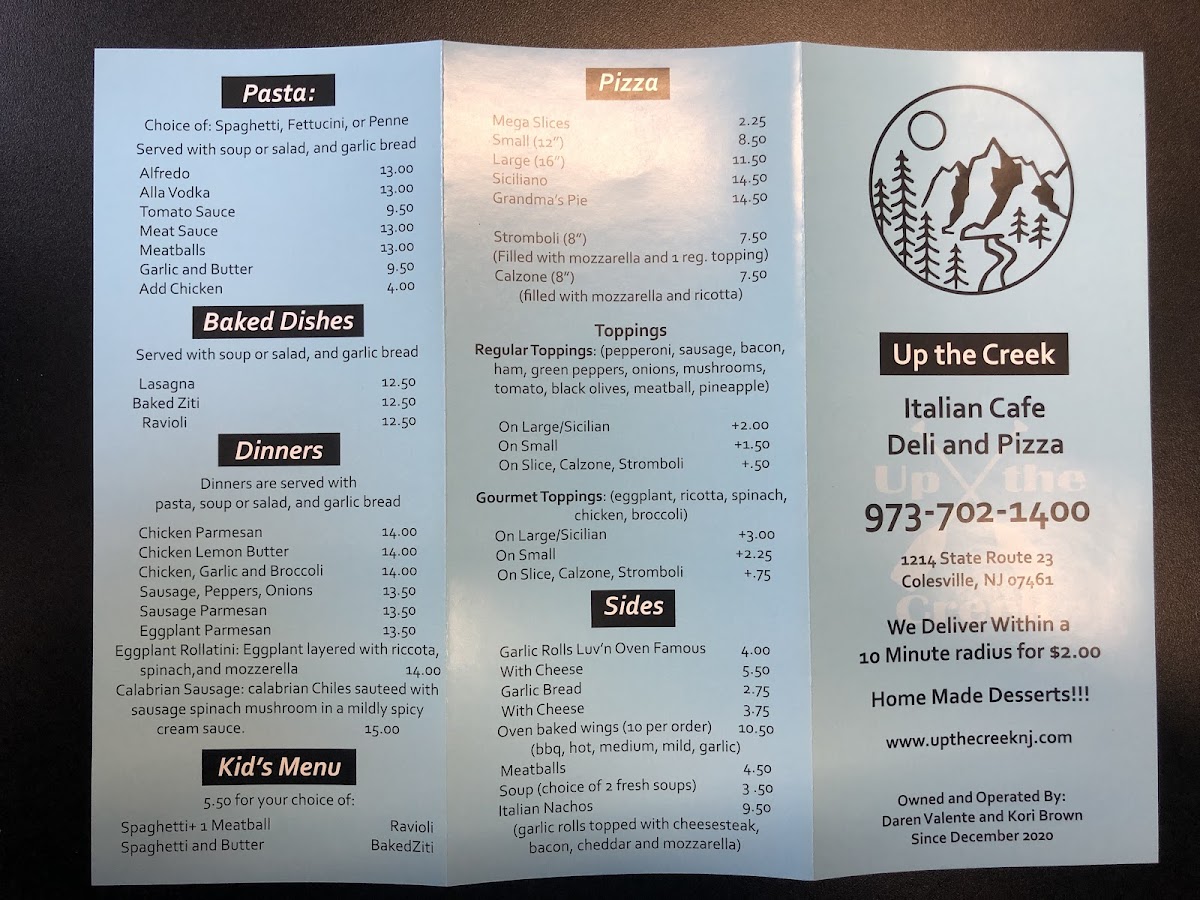 Pasta:
Choice of: Spaghetti, Fettucini, or Penne
Served with soup or salad, and garlic bread
Alfredo 13.00
Alla Vodka 13.00
Tomato Sauce 9.50
Meat Sauce 13.00
Meatballs 13.00
Garlic and Butter 9.50
Add Chicken 4.00
Baked Dishes
Served with soup or salad, and garlic bread
Lasagna 12.50
Baked Ziti 12.50
Ravioli 12.50
Dinners
Dinners are served with
pasta, soup or salad, and garlic bread
Chicken Parmesan 14.00
Chicken Lemon Butter 14.00
Chicken, Garlic and Broccoli 14.00
Sausage, Peppers, Onions 13.50
Sausage Parmesan 13.50
Eggplant Parmesan 13.50
Eggplant Rollatini: Eggplant layered with riccota,
spinach,and mozzerella 14.00
Calabrian Sausage: calabrian Chiles sauteed with
sausage spinach mushroom in a mildly spicy
cream sauce. 15.00
Kid's Menu
5.50 for your choice of:
Spaghetti+ 1 Meatball Ravioli
Spaghetti and Butter BakedZiti
Pizza
Mega Slices 2.25
Small (12") 8.50
Large (16") 11.50
Siciliano 14.50
Grandma's Pie 14.50
Stromboli (8") 7.50
(Filled with mozzarella and 1 reg. topping)
Calzone (8") 7.50
(filled with mozzarella and ricotta)
Toppings
Regular Toppings: (pepperoni, sausage, bacon,
ham, green peppers, onions, mushrooms,
tomato, black olives, meatball, pineapple)
On Large/Sicilian +2.00
On Small +1.50
On Slice, Calzone, Stromboli +.50
Gourmet Toppings: (eggplant, ricotta, spinach,
chicken, broccoli)
On Large/Sicilian +3.00
On Small +2.25
On Slice, Calzone, Stromboli +.75
Sides
Garlic Rolls Luv'n Oven Famous 4.00
With Cheese 5.50
Garlic Bread 2.75
With Cheese 3.75
Oven baked wings (10 per order) 10.50
(bbq, hot, medium, mild, garlic)
Meatballs 4.50
Soup (choice of 2 fresh soups) 3 .50
Italian Nachos 9.50
(garlic rolls topped with cheesesteak,
bacon, cheddar and mozzarella)
Up the Creek
Italian Cafe
Deli and Pizza
Up the
973-702-1400
1214 State Route 23
Colesville, NJ 07461
Creek
We Deliver Within a
10 Minute radius for $2.00
Home Made Desserts!!!
www.upthecreeknj.com
Owned and Operated By:
Daren Valente and Kori Brown
Since December 2020